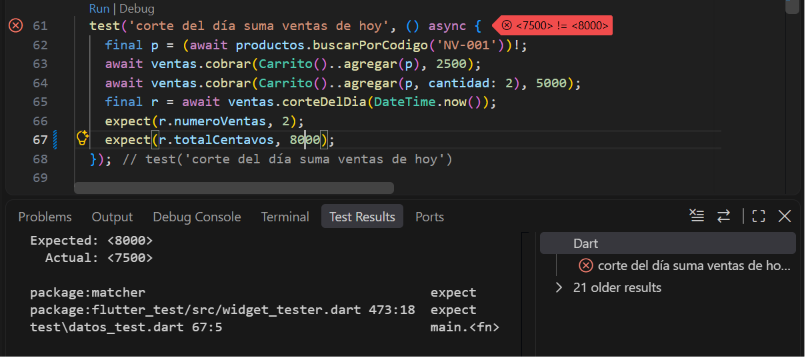 Run | Debug
61 test('corte del día suma ventas de hoy', () async { <7500> != <8000>
62 final p = (await productos.buscarPorCodigo('NV-001'))!;
63 await ventas.cobrar(Carrito()..agregar(p), 2500);
64 await ventas.cobrar(Carrito()..agregar(p, cantidad: 2), 5000);
65 final r = await ventas.corteDelDia(DateTime.now());
66 expect(r.numeroVentas, 2);
67 expect(r.totalCentavos, 8000);
68 }); // test('corte del día suma ventas de hoy')
69
Problems Output Debug Console Terminal Test Results Ports
Expected: <8000>
Actual: <7500>
package:matcher expect
package:flutter_test/src/widget_tester.dart 473:18 expect
test\datos_test.dart 67:5 main.<fn>
Dart
corte del día suma ventas de ho...
21 older results